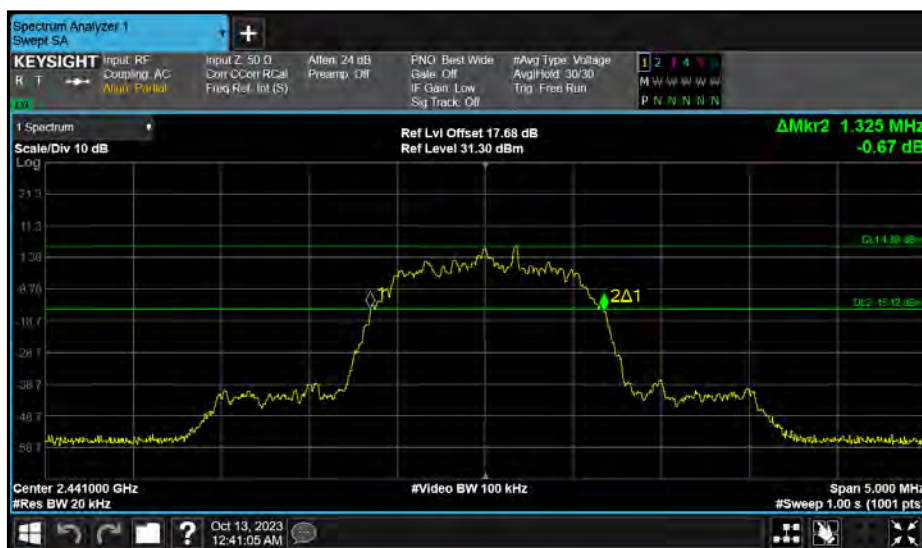 Spectrum Analyzer 1
Swept SA
+
KEYSIGHT Input: RF Input Z: 50 Ω Atten: 24 dB PNO: Best Wide #Avg Type: Voltage 1 2 3 4
R T Coupling: AC Corr CCorr RCal Preamp: Off Gate: Off Avg|Hold: 30/30 M W W W W W
Align: Partial Freq Ref: Int (S) IF Gain: Low Trig: Free Run
Sig Track: Off P N N N N N
1 Spectrum
Scale/Div 10 dB
Ref Lvl Offset 17.68 dB
Ref Level 31.30 dBm
ΔMkr2 1.325 MHz
-0.67 dB
Log
21.3
11.3
1.30
-8.70
-18.7
-28.7
-38.7
-48.7
-58.7
1
2Δ1
Center 2.441000 GHz #Video BW 100 kHz Span 5.000 MHz
#Res BW 20 kHz #Sweep 1.00 s (1001 pts)
? Oct 13, 2023
12:41:05 AM